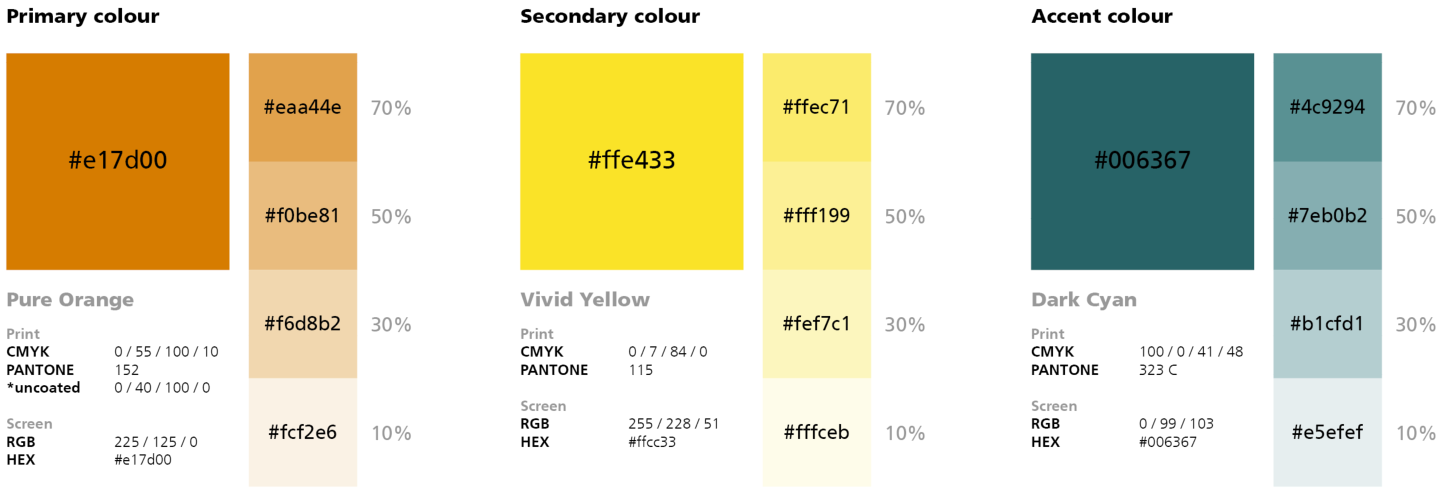 Primary colour
#e17d00
#eaa44e 70%
#f0be81 50%
#f6d8b2 30%
#fcf2e6 10%
Pure Orange
Print
CMYK 0 / 55 / 100 / 10
PANTONE 152
*uncoated 0 / 40 / 100 / 0
Screen
RGB 225 / 125 / 0
HEX #e17d00
Secondary colour
#ffe433
#ffec71 70%
#fff199 50%
#fef7c1 30%
#fffceb 10%
Vivid Yellow
Print
CMYK 0 / 7 / 84 / 0
PANTONE 115
Screen
RGB 255 / 228 / 51
HEX #ffcc33
Accent colour
#006367
#4c9294 70%
#7eb0b2 50%
#b1cfd1 30%
#e5efef 10%
Dark Cyan
Print
CMYK 100 / 0 / 41 / 48
PANTONE 323 C
Screen
RGB 0 / 99 / 103
HEX #006367